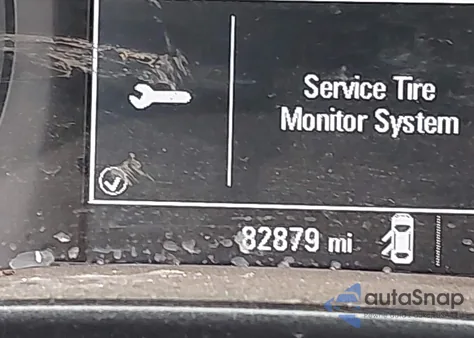 Service Tire
Monitor System
82879 mi
autoSnap